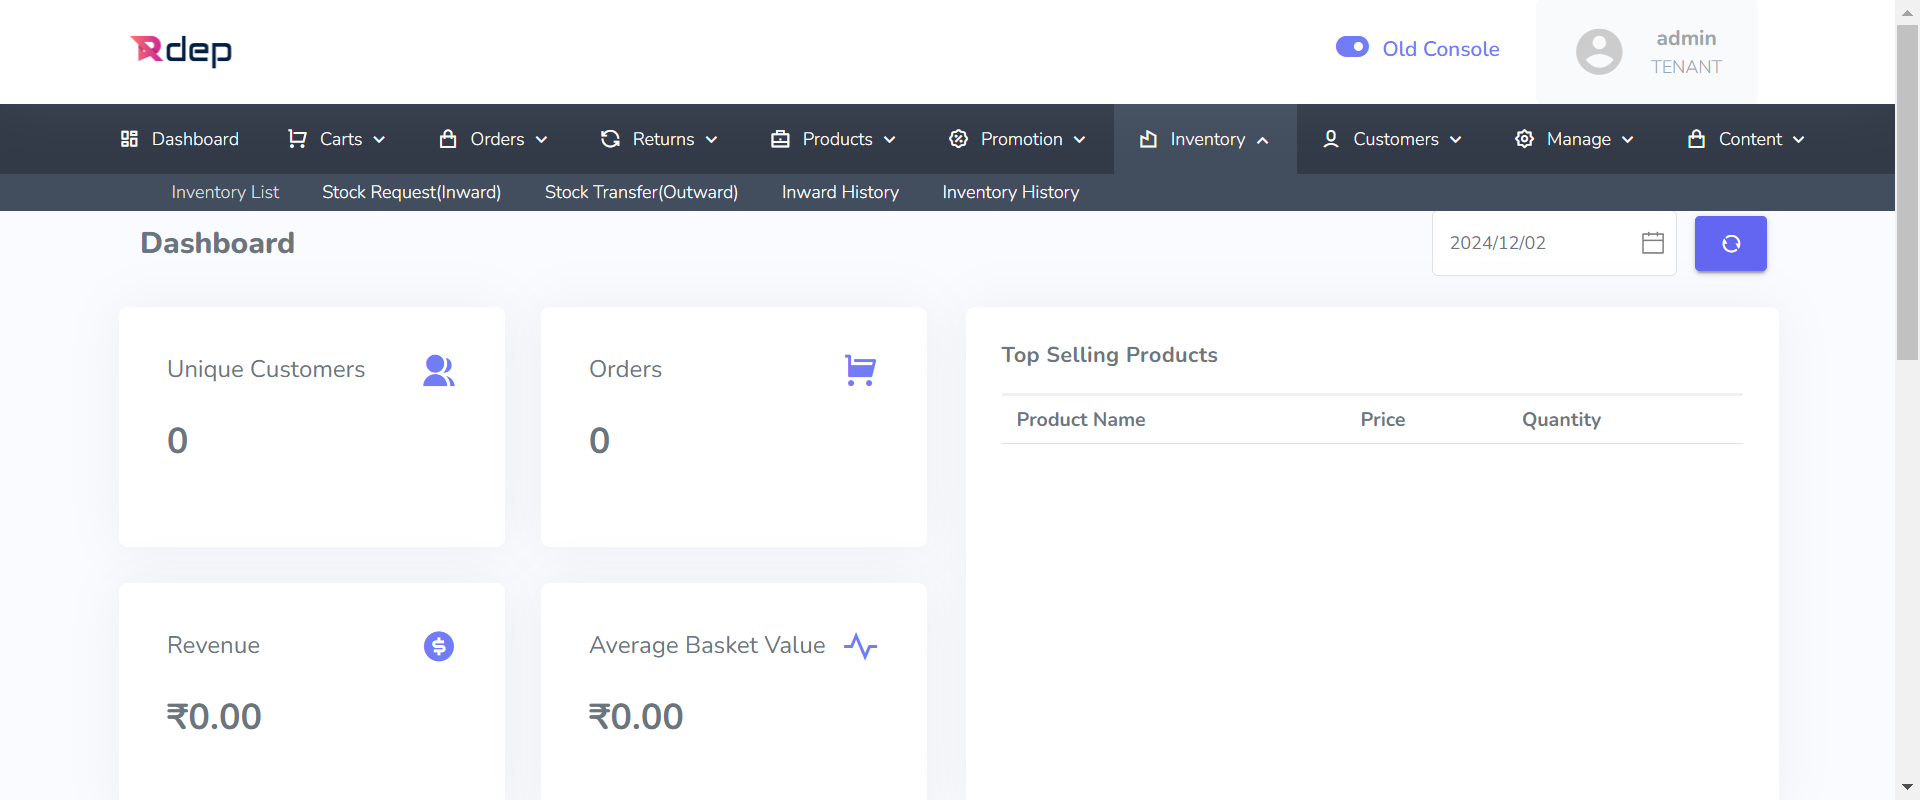 Rdep
Old Console
admin
TENANT
Dashboard Carts Orders Returns Products Promotion Inventory Customers Manage Content
Inventory List Stock Request(Inward) Stock Transfer(Outward) Inward History Inventory History
Dashboard
2024/12/02
Unique Customers
0
Orders
0
Top Selling Products
Product Name Price Quantity
Revenue
₹0.00
Average Basket Value
₹0.00